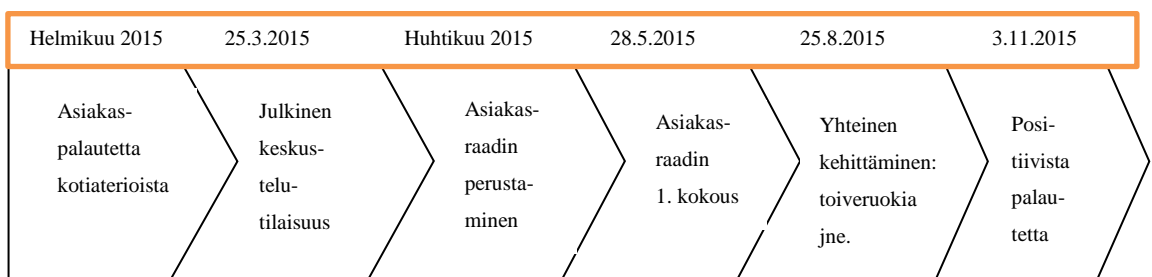 Helmikuu 2015 25.3.2015 Huhtikuu 2015 28.5.2015 25.8.2015 3.11.2015
Asiakas-
palautetta
kotiaterioista
Julkinen
keskus-
telu-
tilaisuus
Asiakas-
raadin
perusta-
minen
Asiakas-
raadin
1. kokous
Yhteinen
kehittäminen:
toiveruokia
jne.
Posi-
tiivista
palau-
tetta